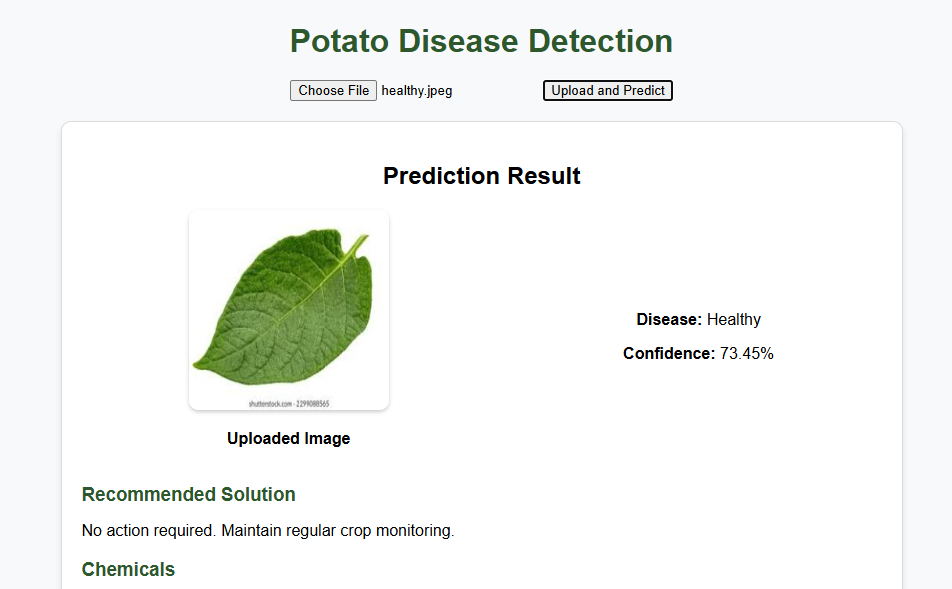 Potato Disease Detection
Choose File healthy.jpeg Upload and Predict
Prediction Result
shutterstock.com · 2299088565
Disease: Healthy
Confidence: 73.45%
Uploaded Image
Recommended Solution
No action required. Maintain regular crop monitoring.
Chemicals